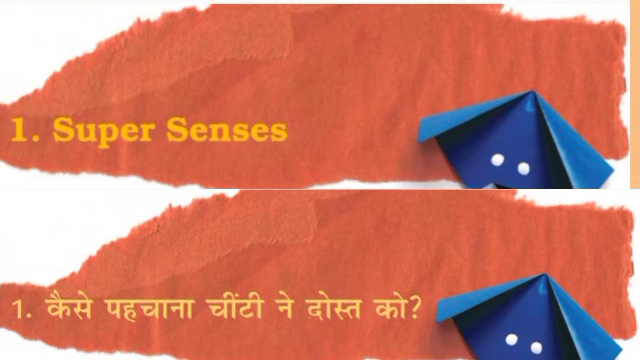 1. Super Senses
1. कैसे पहचाना चींटी ने दोस्त को?